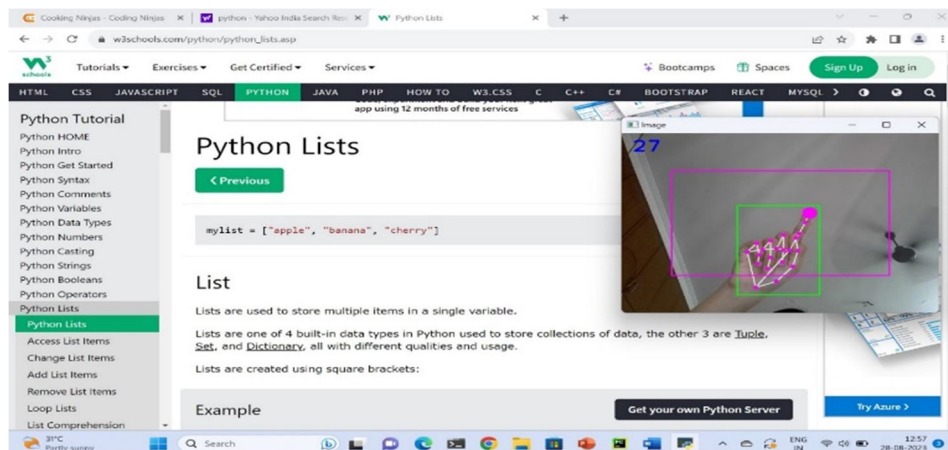 Cooking Ninjas - Coding Ninjas
python - Yahoo India Search Res
Python Lists
w3schools.com/python/python_lists.asp
W3 schools
Tutorials
Exercises
Get Certified
Services
Bootcamps
Spaces
Sign Up
Log in
HTML CSS JAVASCRIPT SQL PYTHON JAVA PHP HOW TO W3.CSS C C++ C# BOOTSTRAP REACT MYSQL
app using 12 months of free services
Python Tutorial
Python HOME
Python Intro
Python Get Started
Python Syntax
Python Comments
Python Variables
Python Data Types
Python Numbers
Python Casting
Python Strings
Python Booleans
Python Operators
Python Lists
Python Lists
Access List Items
Change List Items
Add List Items
Remove List Items
Loop Lists
List Comprehension
Python Lists
❮ Previous
mylist = ["apple", "banana", "cherry"]
List
Lists are used to store multiple items in a single variable.
Lists are one of 4 built-in data types in Python used to store collections of data, the other 3 are Tuple,
Set, and Dictionary, all with different qualities and usage.
Lists are created using square brackets:
Example
Get your own Python Server
Image
27
Try Azure >
31°C
Partly sunny
Search
ENG
IN
12:57
28-08-2023